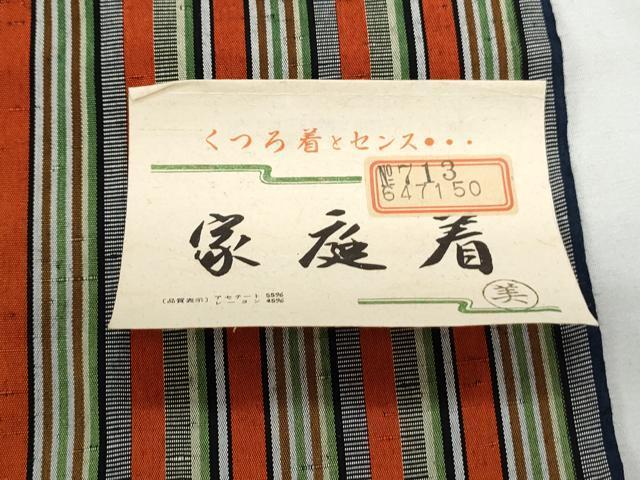 くつろ着とセンス●・・
№713
647150
家庭着
(品質表示) アセテート 55%
レーヨン 45%
美